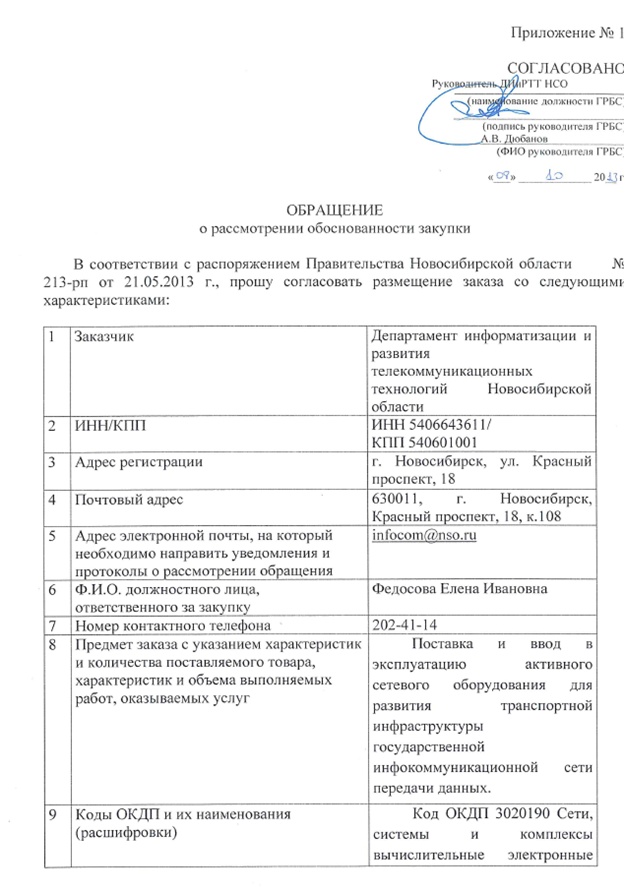 Приложение № 1
СОГЛАСОВАНО
Руководитель ДИиРТТ НСО
(наименование должности ГРБС)
(подпись руководителя ГРБС)
А.В. Дюбанов
(ФИО руководителя ГРБС)
«09» 10 2013 г
ОБРАЩЕНИЕ
о рассмотрении обоснованности закупки
В соответствии с распоряжением Правительства Новосибирской области №
213-рп от 21.05.2013 г., прошу согласовать размещение заказа со следующими
характеристиками:
1 Заказчик
Департамент информатизации и
развития
телекоммуникационных
технологий Новосибирской
области
2 ИНН/КПП
ИНН 5406643611/
КПП 540601001
3 Адрес регистрации
г. Новосибирск, ул. Красный
проспект, 18
4 Почтовый адрес
630011, г. Новосибирск,
Красный проспект, 18, к.108
5 Адрес электронной почты, на который
необходимо направить уведомления и
протоколы о рассмотрении обращения
infocom@nso.ru
6 Ф.И.О. должностного лица,
ответственного за закупку
Федосова Елена Ивановна
7 Номер контактного телефона
202-41-14
8 Предмет заказа с указанием характеристик
и количества поставляемого товара,
характеристик и объема выполняемых
работ, оказываемых услуг
Поставка и ввод в
эксплуатацию активного
сетевого оборудования для
развития транспортной
инфраструктуры
государственной
инфокоммуникационной сети
передачи данных.
9 Коды ОКДП и их наименования
(расшифровки)
Код ОКДП 3020190 Сети,
системы и комплексы
вычислительные электронные